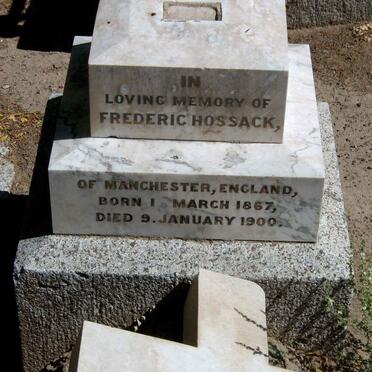 IN
LOVING MEMORY OF
FREDERIC HOSSACK,
OF MANCHESTER, ENGLAND,
BORN 1 MARCH 1867,
DIED 9. JANUARY 1900.